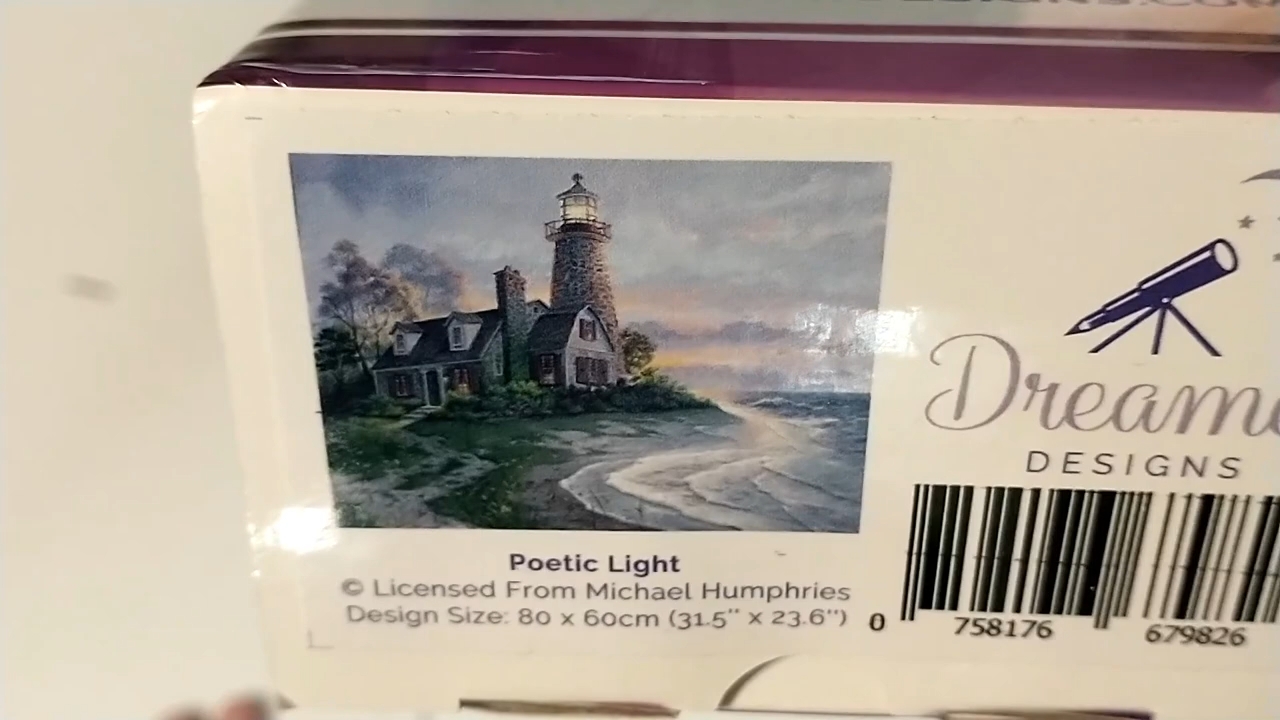 Dream
DESIGNS
Poetic Light
© Licensed From Michael Humphries
Design Size: 80 x 60cm (31.5" x 23.6")
0 758176 679826